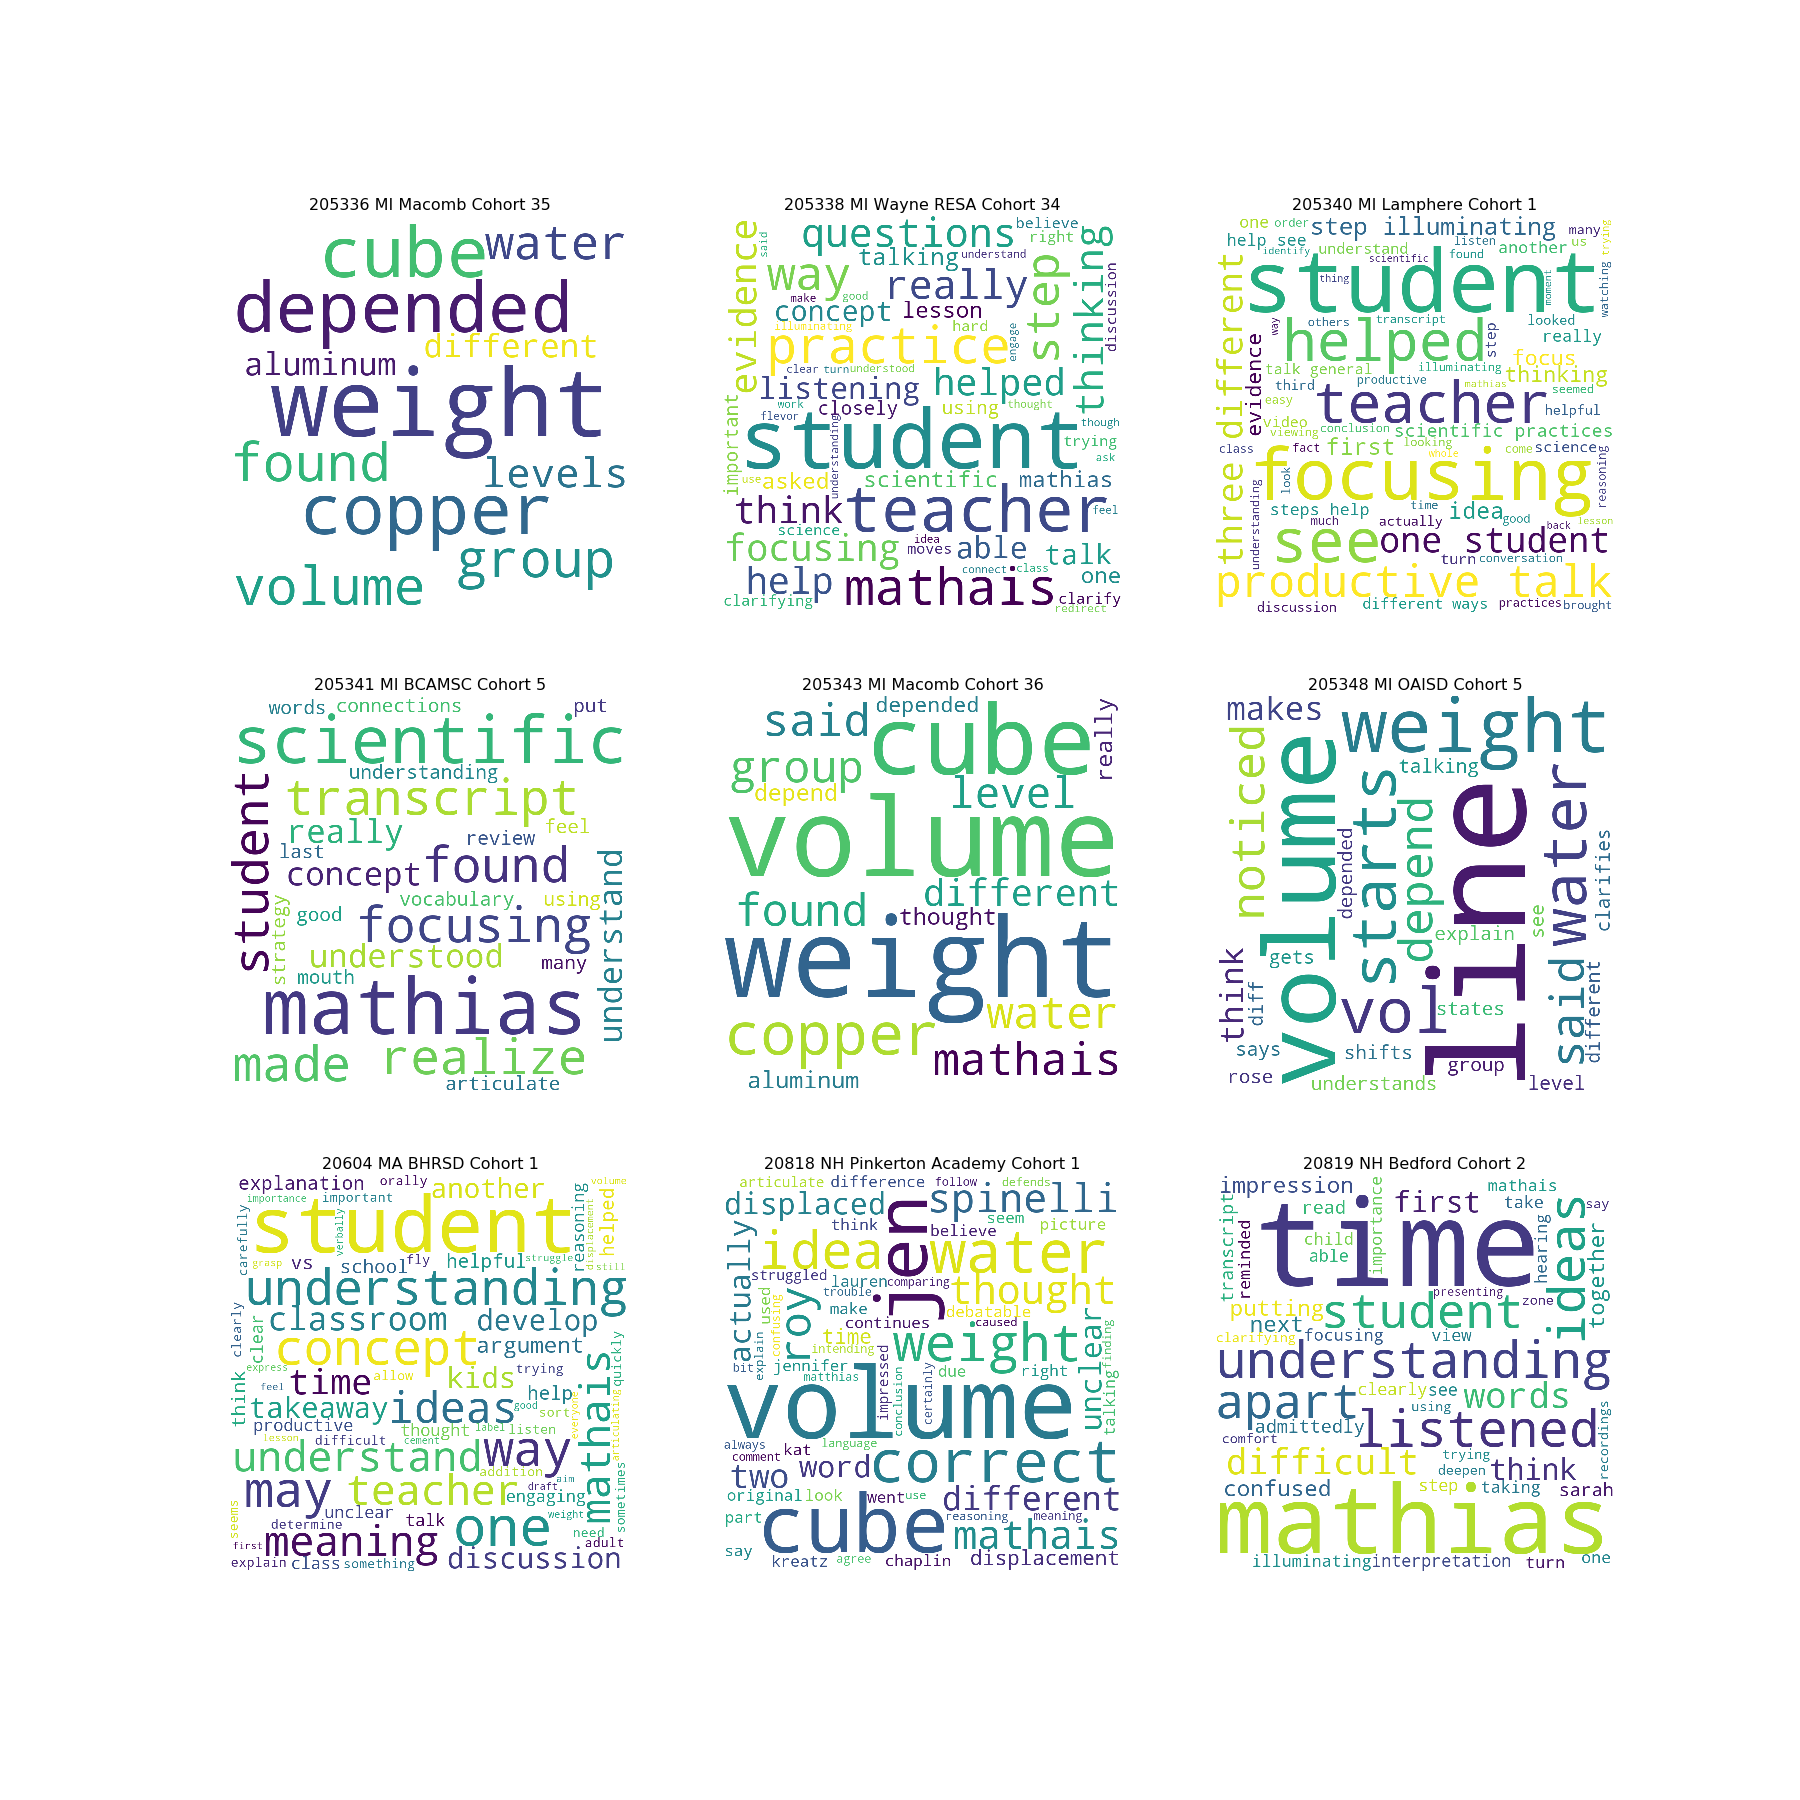 205336 MI Macomb Cohort 35
cube water
depended
different
aluminum
weight
found
levels
copper
group
volume
205338 MI Wayne RESA Cohort 34
questions believe
said
talking right
understand
way really
evidence
step
thinking
discussion
make good
concept lesson
illuminating hard
practice
engage
clear turn understood
listening helped
work closely using thought
flevor
important
understanding
student
though
trying
ask
use asked scientific mathias
think teacher
feel
science
idea
focusing moves able talk
connect class one
help mathais clarify
clarifying
redirect
205340 MI Lamphere Cohort 1
one order step illuminating many
trying
help see understand listen another us
identify scientific found
student
thing
moment
watching
different
way others transcript looked
helped step really
focus
talk general illuminating
thinking
evidence
third productive mathias seemed
easy teacher helpful
video
viewing conclusion scientific practices
class fact first looking come science
whole
focusing
look
reasoning
three
understanding
steps help time idea good
much actually back lesson
see one student
turn conversation
productive talk
discussion different ways practices brought
205341 MI BCAMSC Cohort 5
words connections put
scientific
understanding
student
transcript
really review feel
last
concept found
vocabulary using
good
strategy
focusing
understand
understood
many
mouth
mathias
made realize
articulate
205343 MI Macomb Cohort 36
said depended
really
cube
group
depend level
volume
different
found thought
weight
water
copper
mathais
aluminum
205348 MI OAISD Cohort 5
makes weight
noticed
volume
talking
starts
line
water
depend
depended
clarifies
explain see
gets
think
diff
vol
states
said
different
says shifts
rose group
understands level
20604 MA BHRSD Cohort 1
explanation orally another volume
importance important
student
verbally
reasoning
displacement
helped
carefully
grasp vs school fly helpful struggle still
understanding
clearly
classroom develop
clear
concept argument
quickly
express time allow kids trying
feel
think
help
takeaway ideas good sort
productive thought label listen
everyone
articulating
mathais
lesson difficult cement
understand way
addition aim
may teacher draft
engaging
sometimes
seems
unclear weight
determine talk one need
first meaning adult
explain class something discussion
20818 NH Pinkerton Academy Cohort 1
articulate difference follow defends
displaced jen spinelli
think seem
believe picture
actually
idea water
struggled lauren comparing thought
trouble
used
confusing
roy
make debatable
continues caused
time weight
unclear
finding
intending
bit
explain
jennifer due right
matthias
impressed
conclusion
certainly
talking
volume
always kat language
comment
two word correct
original look went use different
part cube reasoning meaning
mathais
say kreatz agree chaplin displacement
20819 NH Bedford Cohort 2
impression
importance
first mathais
take say
transcript
reminded
read
time
ideas
child
able
hearing
together
presenting
putting student zone
next
clarifying focusing view
understanding
apart clearly see words
using
admittedly listened
comfort
recordings
difficult trying
deepen think
confused step taking sarah
mathias
illuminating interpretation turn one